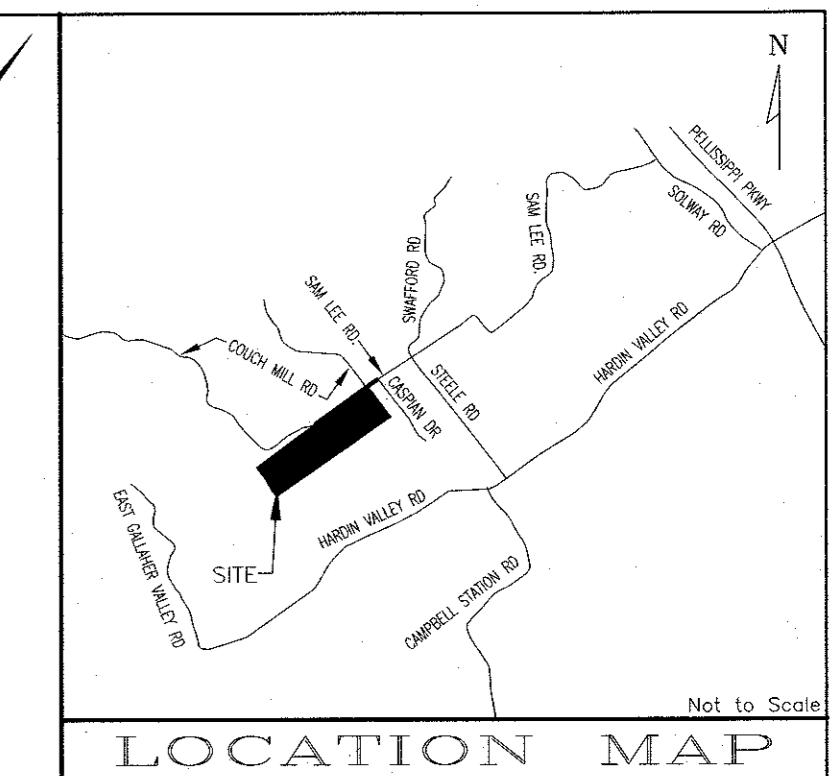 N
PELLISSIPPI PKWY
SOLWAY RD
SAM LEE RD.
SWAFFORD RD
SAM LEE RD.
COUCH MILL RD
HARDIN VALLEY RD
CASPIAN DR
STEELE RD
EAST GALLAHER VALLEY RD
HARDIN VALLEY RD
SITE
CAMPBELL STATION RD
Not to Scale
LOCATION MAP